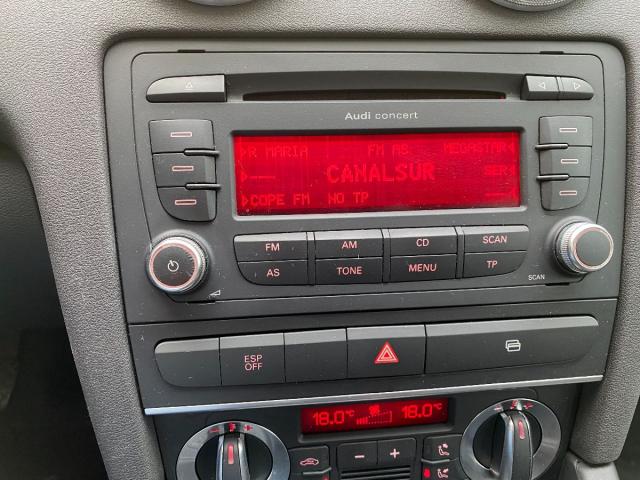 Audi concert
R MARIA FM AS MEGASTAR
CANALSUR SER
COPE FM NO TP
FM AM CD SCAN
AS TONE MENU TP
SCAN
ESP
OFF
18.0°C 18.0°C